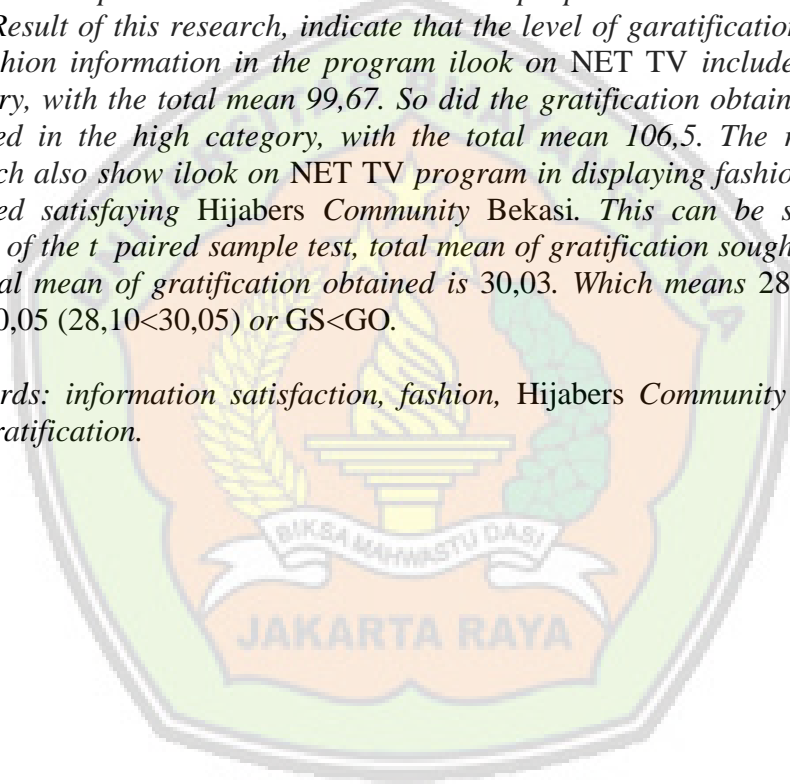 Result of this research, indicate that the level of garatification
hion information in the program ilook on NET TV include
ry, with the total mean 99,67. So did the gratification obtain
ed in the high category, with the total mean 106,5. The
ch also show ilook on NET TV program in displaying fashio
ed satisfaying Hijabers Community Bekasi. This can be s
of the t paired sample test, total mean of gratification sough
al mean of gratification obtained is 30,03. Which means 28
0,05 (28,10<30,05) or GS<GO.
rds: information satisfaction, fashion, Hijabers Community
ratification.
UNIVERSITAS BHAYANGKARA
BIKSA MAHWASTU DASI
JAKARTA RAYA